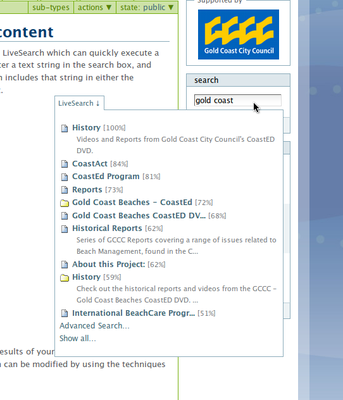 Supported by
sub-types actions ▼ state: public ▼
content
LiveSearch which can quickly execute a
ter a text string in the search box, and
n includes that string in either the
Gold Coast City Council
search
gold coast
LiveSearch ↓
History [100%]
Videos and Reports from Gold Coast City Council's CoastED
DVD.
CoastAct [84%]
CoastEd Program [81%]
Reports [73%]
Gold Coast Beaches - CoastEd [72%]
Gold Coast Beaches CoastED DV... [68%]
Historical Reports [62%]
Series of GCCC Reports covering a range of issues related to
Beach Management, found in the C...
About this Project: [62%]
History [59%]
Check out the historical reports and videos from the GCCC -
Gold Coast Beaches CoastED DVD. ...
International BeachCare Progr... [51%]
Advanced Search...
Show all...
esults of your
n can be modified by using the techniques